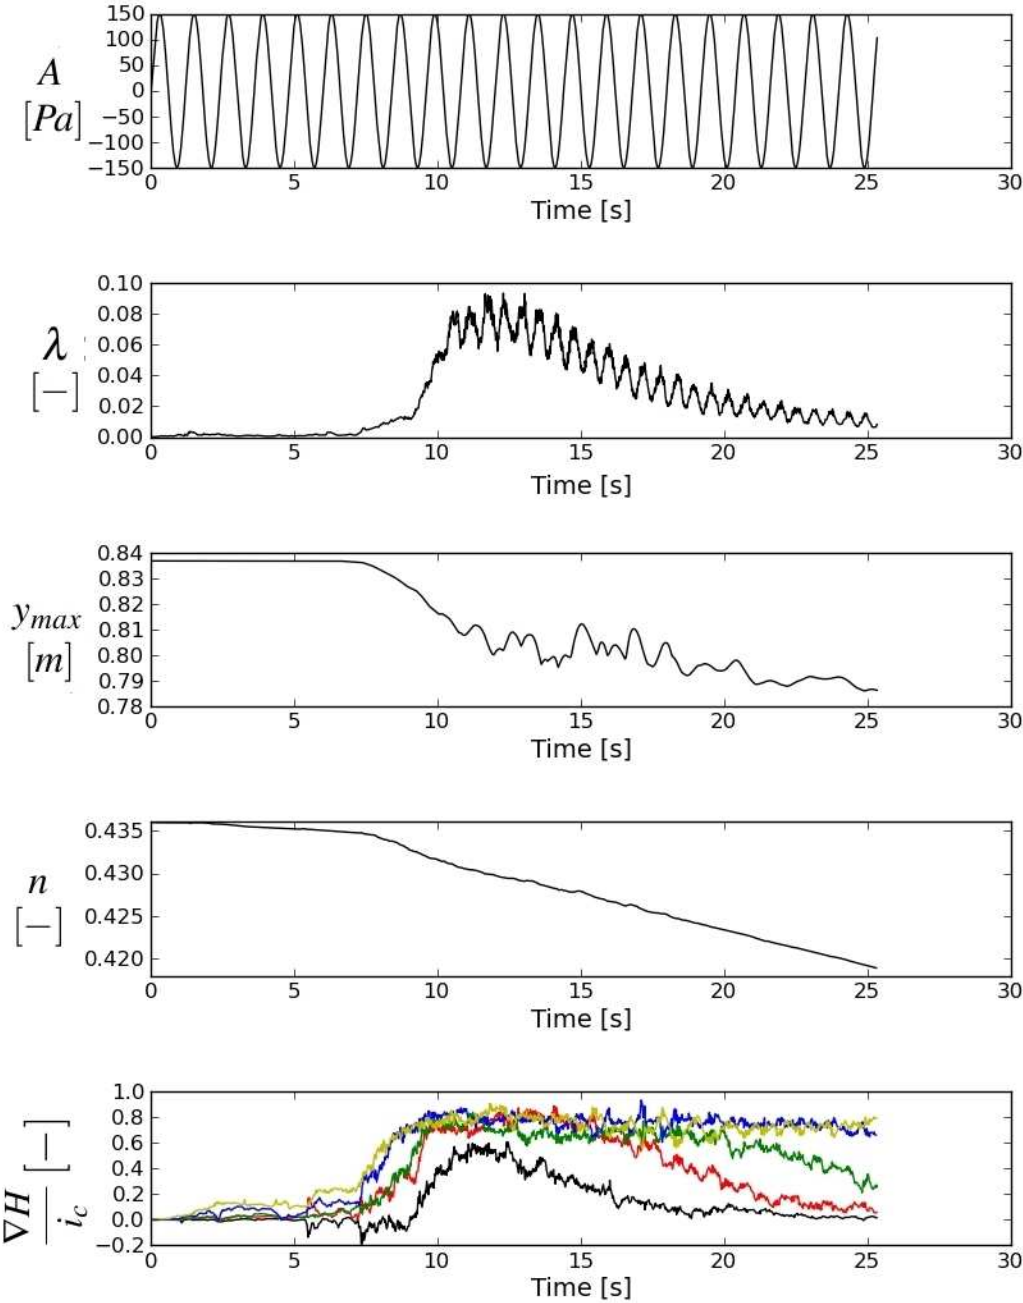 150
100
50
0
−50
−100
−150
A
[Pa]
0 5 10 15 20 25 30
Time [s]
0.10
0.08
0.06
0.04
0.02
0.00
λ
[−]
0 5 10 15 20 25 30
Time [s]
0.84
0.83
0.82
0.81
0.80
0.79
0.78
y_max
[m]
0 5 10 15 20 25 30
Time [s]
0.435
0.430
0.425
0.420
n
[−]
0 5 10 15 20 25 30
Time [s]
1.0
0.8
0.6
0.4
0.2
0.0
−0.2
∇H/i_c [−]
0 5 10 15 20 25 30
Time [s]